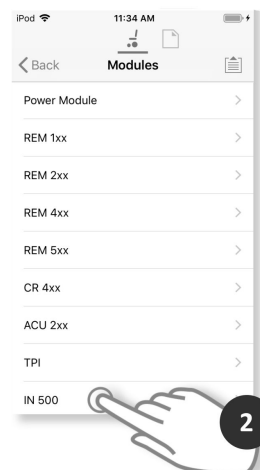 iPod 11:34 AM
Back Modules
Power Module
REM 1xx
REM 2xx
REM 4xx
REM 5xx
CR 4xx
ACU 2xx
TPI
IN 500
2